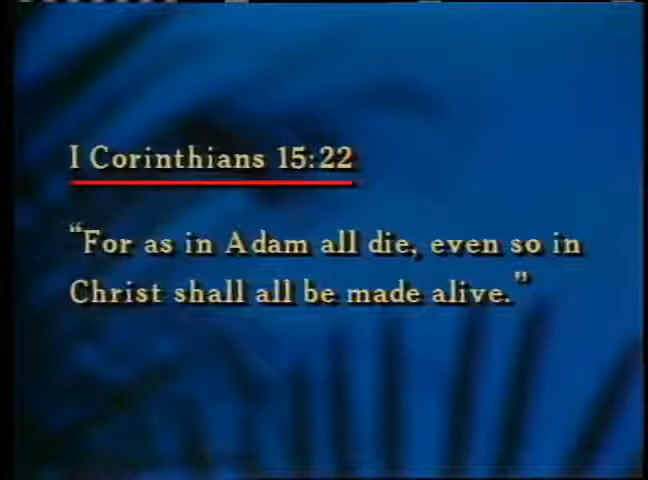 I Corinthians 15:22
“For as in Adam all die, even so in
Christ shall all be made alive.”